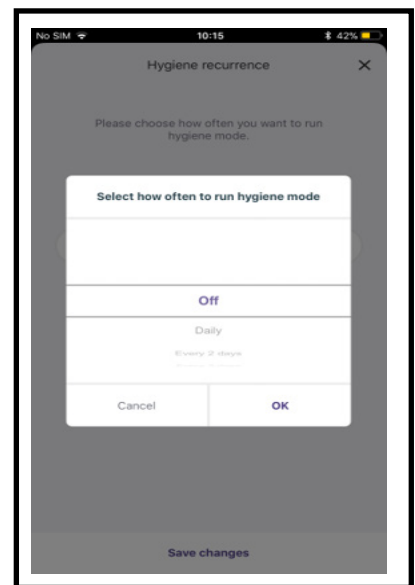 No SIM 10:15 42%
Hygiene recurrence
Please choose how often you want to run
hygiene mode.
Select how often to run hygiene mode
Off
Daily
Every 2 days
Cancel OK
Save changes